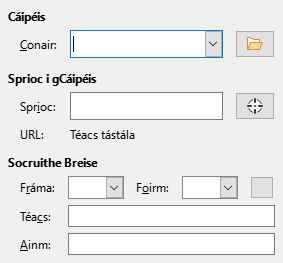 Cáipéis
Conair:
Sprioc i gCáipéis
Sprioc:
URL: Téacs tástála
Socruithe Breise
Fráma: Foirm:
Téacs:
Ainm: